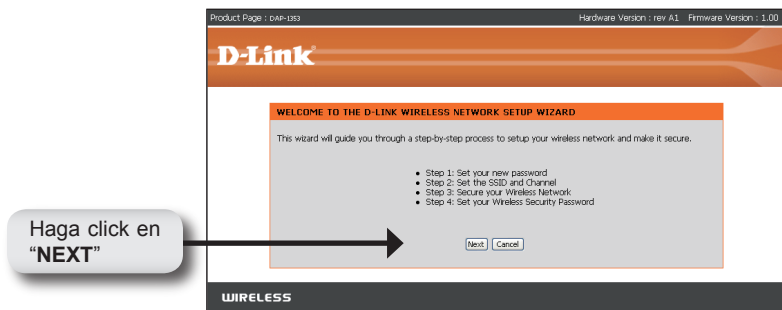 Product Page : DAP-1353 Hardware Version : rev A1 Firmware Version : 1.00
D-Link
WELCOME TO THE D-LINK WIRELESS NETWORK SETUP WIZARD
This wizard will guide you through a step-by-step process to setup your wireless network and make it secure.
• Step 1: Set your new password
• Step 2: Set the SSID and Channel
• Step 3: Secure your Wireless Network
• Step 4: Set your Wireless Security Password
Haga click en
“NEXT”
Next Cancel
WIRELESS